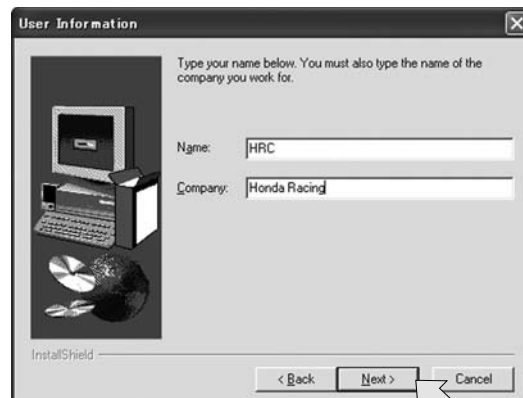 User Information
Type your name below. You must also type the name of the
company you work for.
Name: HRC
Company: Honda Racing
InstallShield
< Back Next > Cancel